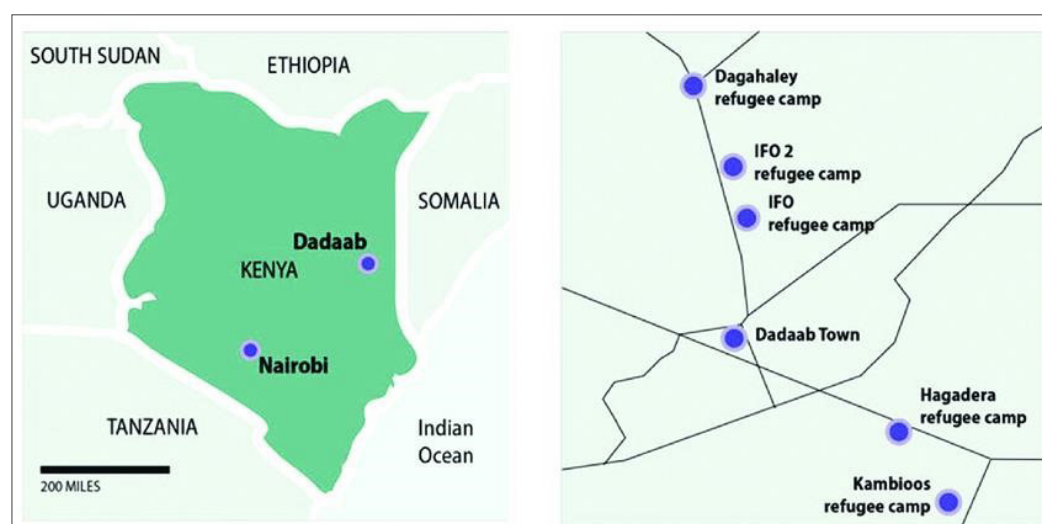 SOUTH SUDAN
ETHIOPIA
UGANDA
SOMALIA
Dadaab
KENYA
Nairobi
TANZANIA
Indian
Ocean
200 MILES
Dagahaley
refugee camp
IFO 2
refugee camp
IFO
refugee camp
Dadaab Town
Hagadera
refugee camp
Kambioos
refugee camp